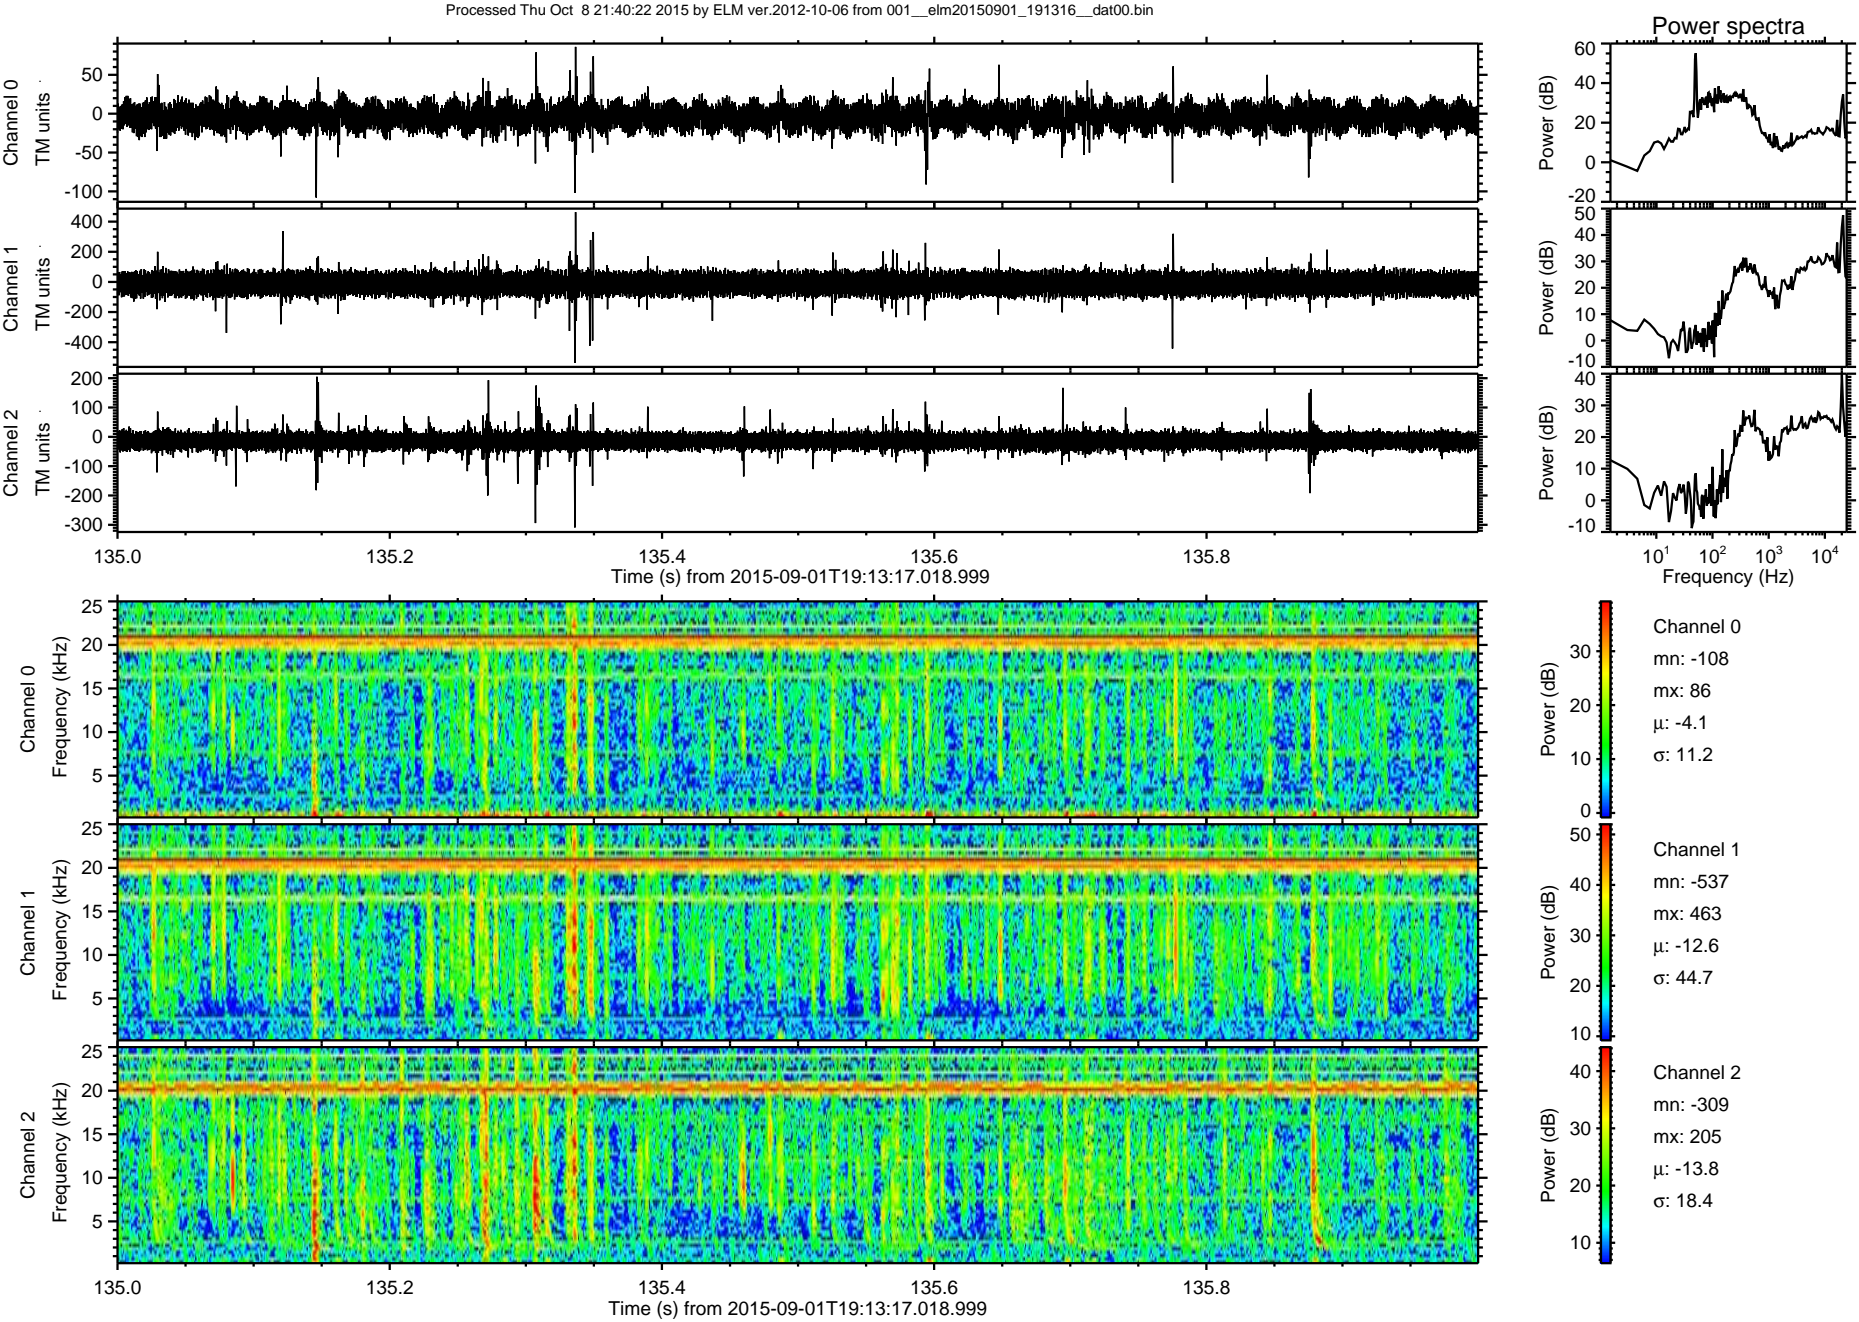 Processed Thu Oct  8 21:40:22 2015 by ELM ver.2012-10-06 from 001__elm20150901_191316__dat00.bin
Power spectra
Channel 0
TM units
50
0
-50
-100
Power (dB)
60
40
20
0
-20
Channel 1
TM units
400
200
0
-200
-400
Power (dB)
50
40
30
20
10
0
-10
Channel 2
TM units
200
100
0
-100
-200
-300
Power (dB)
40
30
20
10
0
-10
135.0 135.2 135.4 135.6 135.8
Time (s) from 2015-09-01T19:13:17.018.999
10¹ 10² 10³ 10⁴
Frequency (Hz)
Channel 0
Frequency (kHz)
25
20
15
10
5
Power (dB)
30
20
10
0
Channel 0
mn: -108
mx: 86
μ: -4.1
σ: 11.2
Channel 1
Frequency (kHz)
25
20
15
10
5
Power (dB)
50
40
30
20
10
Channel 1
mn: -537
mx: 463
μ: -12.6
σ: 44.7
Channel 2
Frequency (kHz)
25
20
15
10
5
Power (dB)
40
30
20
10
Channel 2
mn: -309
mx: 205
μ: -13.8
σ: 18.4
135.0 135.2 135.4 135.6 135.8
Time (s) from 2015-09-01T19:13:17.018.999